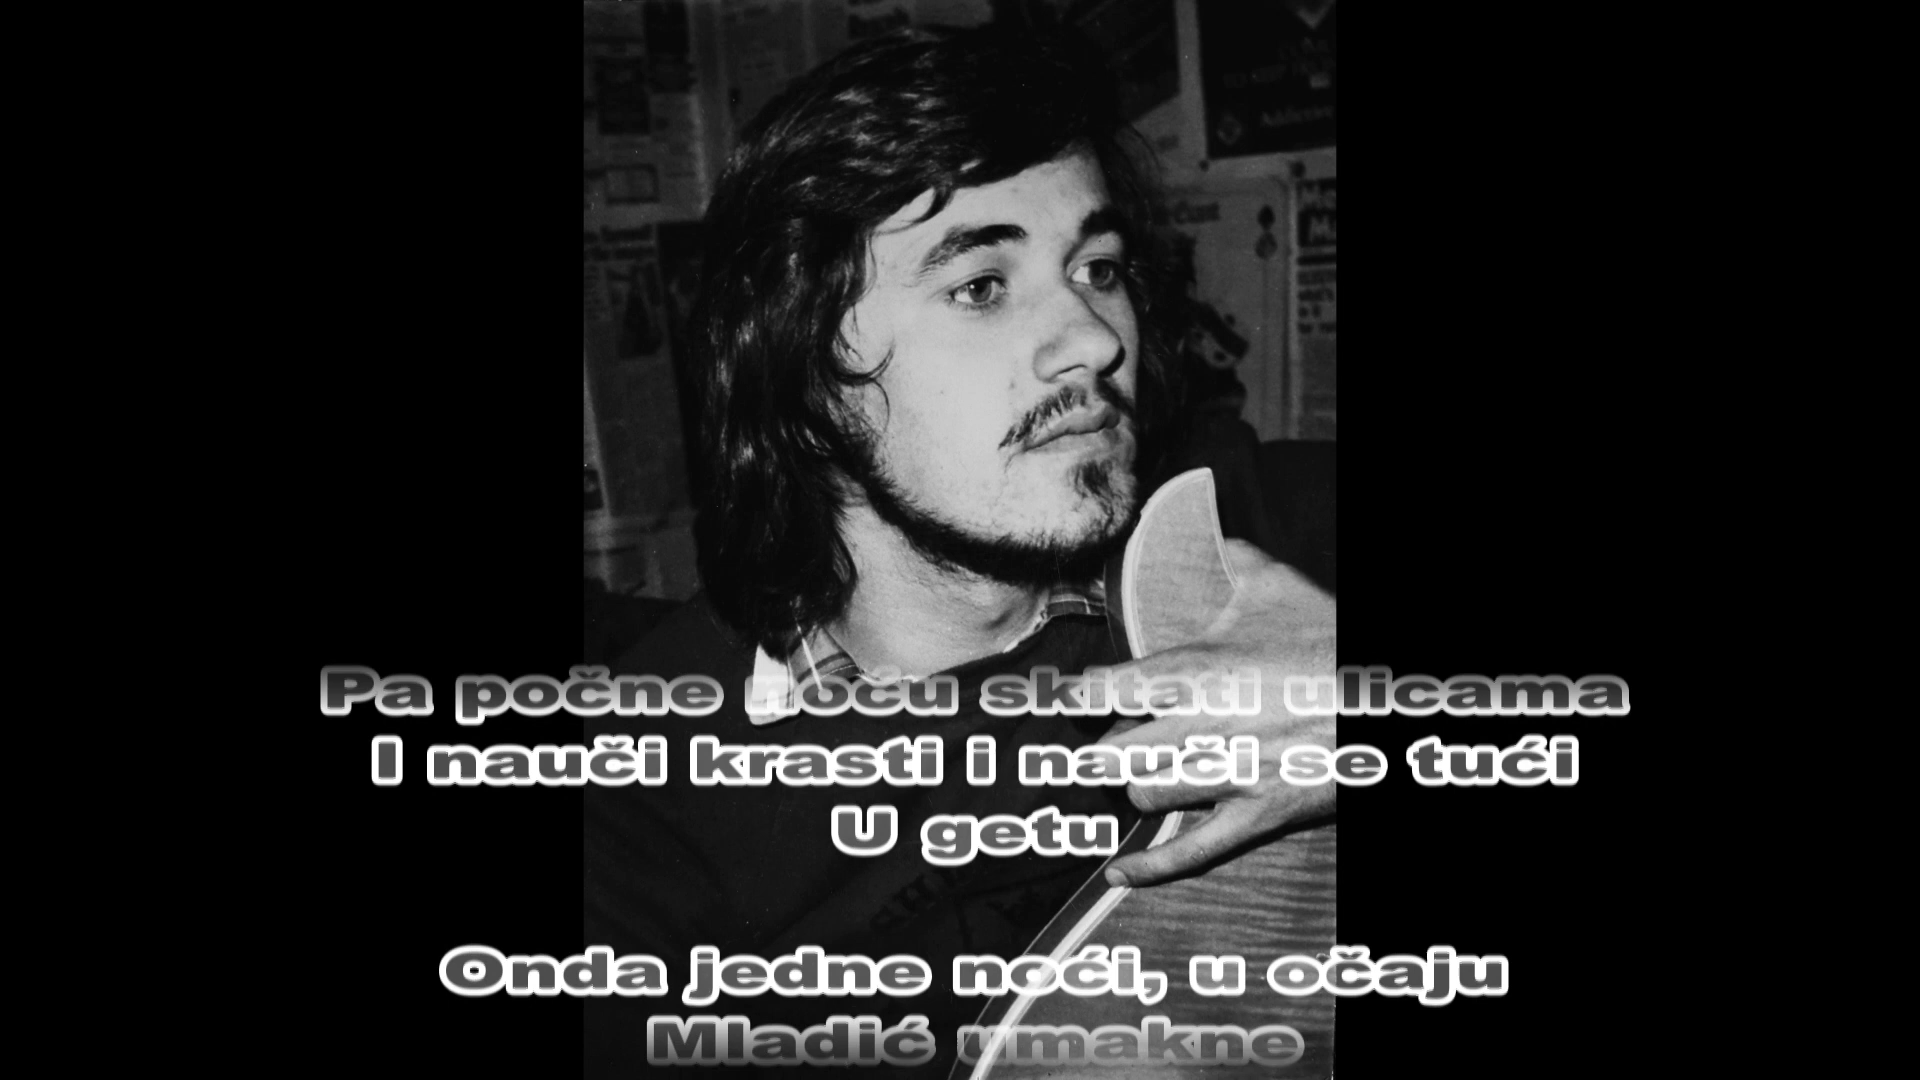 Pa počne noću skitati ulicama
I nauči krasti i nauči se tući
U getu
Onda jedne noći, u očaju
Mladić umakne